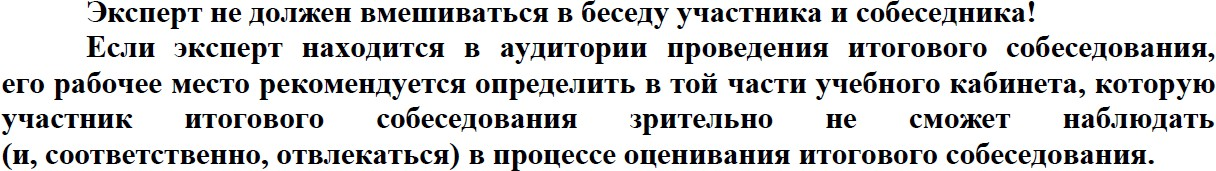 Эксперт не должен вмешиваться в беседу участника и собеседника!
Если эксперт находится в аудитории проведения итогового собеседования,
его рабочее место рекомендуется определить в той части учебного кабинета, которую
участник итогового собеседования зрительно не сможет наблюдать
(и, соответственно, отвлекаться) в процессе оценивания итогового собеседования.